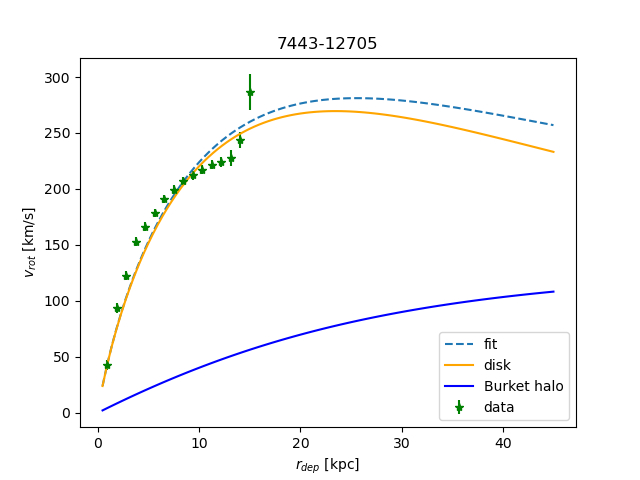 7443-12705
300
250
200
150
100
50
0
v_rot [km/s]
0 10 20 30 40
r_dep [kpc]
fit
disk
Burket halo
data